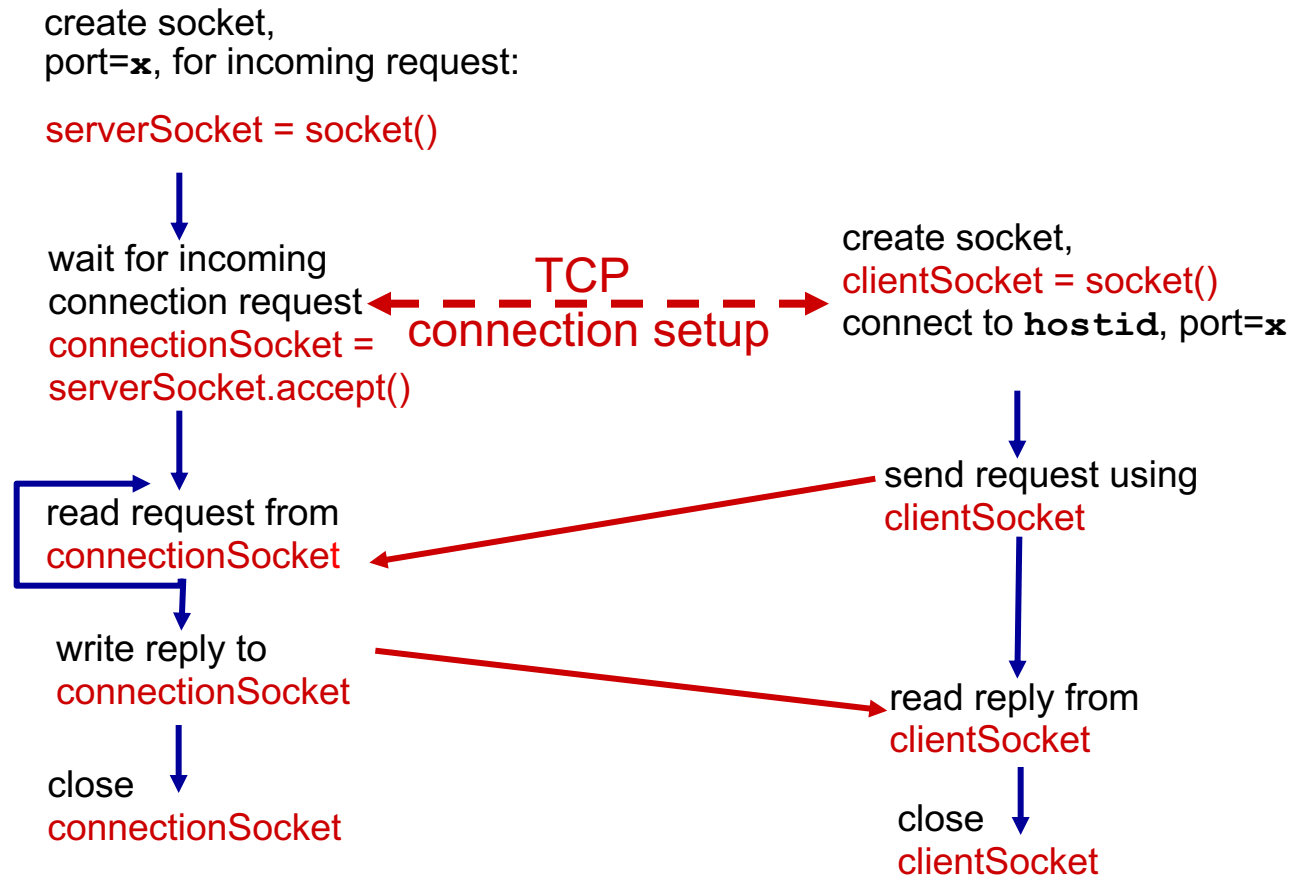 create socket,
port=x, for incoming request:
serverSocket = socket()
wait for incoming
connection request
connectionSocket =
serverSocket.accept()
TCP
connection setup
create socket,
clientSocket = socket()
connect to hostid, port=x
send request using
clientSocket
read request from
connectionSocket
write reply to
connectionSocket
read reply from
clientSocket
close
connectionSocket
close
clientSocket